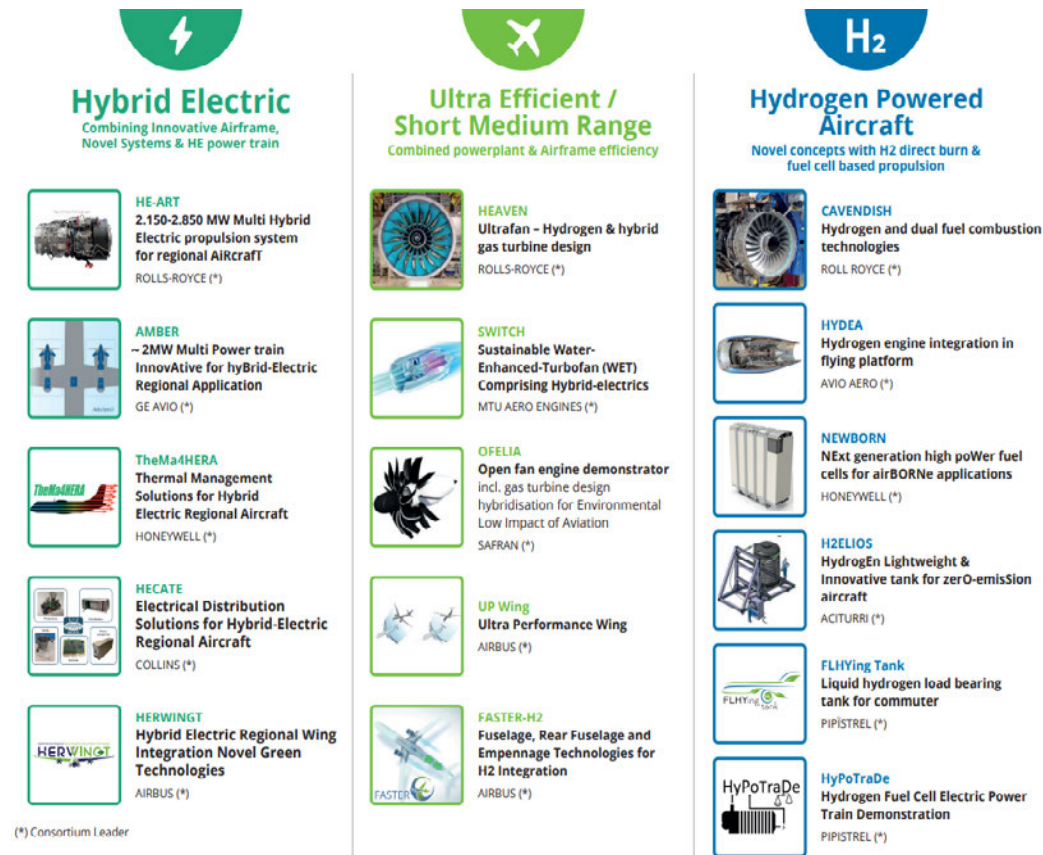 H2
Hybrid Electric
Combining Innovative Airframe,
Novel Systems & HE power train
HE-ART
2.150-2.850 MW Multi Hybrid
Electric propulsion system
for regional AiRcrafT
ROLLS-ROYCE (*)
AMBER
~ 2MW Multi Power train
InnovAtive for hyBrid-Electric
Regional Application
GE AVIO (*)
TheMa4HERA
TheMa4HERA
Thermal Management
Solutions for Hybrid
Electric Regional Aircraft
HONEYWELL (*)
HECATE
Electrical Distribution
Solutions for Hybrid-Electric
Regional Aircraft
COLLINS (*)
HERWINGT
HERWINGT
Hybrid Electric Regional Wing
Integration Novel Green
Technologies
AIRBUS (*)
(*) Consortium Leader
Ultra Efficient /
Short Medium Range
Combined powerplant & Airframe efficiency
HEAVEN
Ultrafan – Hydrogen & hybrid
gas turbine design
ROLLS-ROYCE (*)
SWITCH
Sustainable Water-
Enhanced-Turbofan (WET)
Comprising Hybrid-electrics
MTU AERO ENGINES (*)
OFELIA
Open fan engine demonstrator
incl. gas turbine design
hybridisation for Environmental
Low Impact of Aviation
SAFRAN (*)
UP Wing
Ultra Performance Wing
AIRBUS (*)
FASTER
FASTER-H2
Fuselage, Rear Fuselage and
Empennage Technologies for
H2 Integration
AIRBUS (*)
Hydrogen Powered
Aircraft
Novel concepts with H2 direct burn &
fuel cell based propulsion
CAVENDISH
Hydrogen and dual fuel combustion
technologies
ROLL ROYCE (*)
HYDEA
Hydrogen engine integration in
flying platform
AVIO AERO (*)
NEWBORN
NExt generation high poWer fuel
cells for airBORNe applications
HONEYWELL (*)
H2ELIOS
HydrogEn Lightweight &
Innovative tank for zerO-emisSion
aircraft
ACITURRI (*)
FLHYing tank
FLHYing Tank
Liquid hydrogen load bearing
tank for commuter
PIPÏSTREL (*)
HyPoTraDe
HyPoTraDe
Hydrogen Fuel Cell Electric Power
Train Demonstration
PIPISTREL (*)